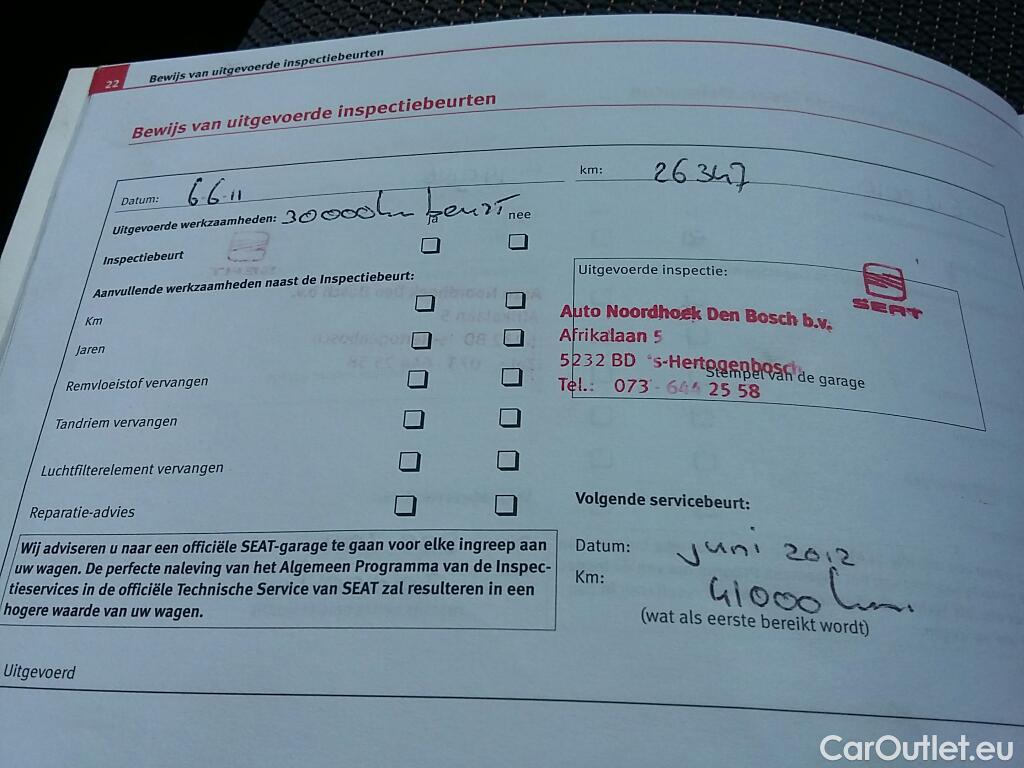 22 Bewijs van uitgevoerde inspectiebeurten
Bewijs van uitgevoerde inspectiebeurten
Datum: 6-6-11 km: 26347
Uitgevoerde werkzaamheden: 30000km beurt
ja nee
Inspectiebeurt
Aanvullende werkzaamheden naast de Inspectiebeurt:
Km
Jaren
Remvloeistof vervangen
Tandriem vervangen
Luchtfilterelement vervangen
Reparatie-advies
Uitgevoerde inspectie:
SEAT
Auto Noordhoek Den Bosch b.v.
Afrikalaan 5
5232 BD 's-Hertogenbosch
Stempel van de garage
Tel.: 073 - 644 25 58
Wij adviseren u naar een officiële SEAT-garage te gaan voor elke ingreep aan
uw wagen. De perfecte naleving van het Algemeen Programma van de Inspec-
tieservices in de officiële Technische Service van SEAT zal resulteren in een
hogere waarde van uw wagen.
Volgende servicebeurt:
Datum: juni 2012
Km: 41000 km
(wat als eerste bereikt wordt)
Uitgevoerd
CarOutlet.eu